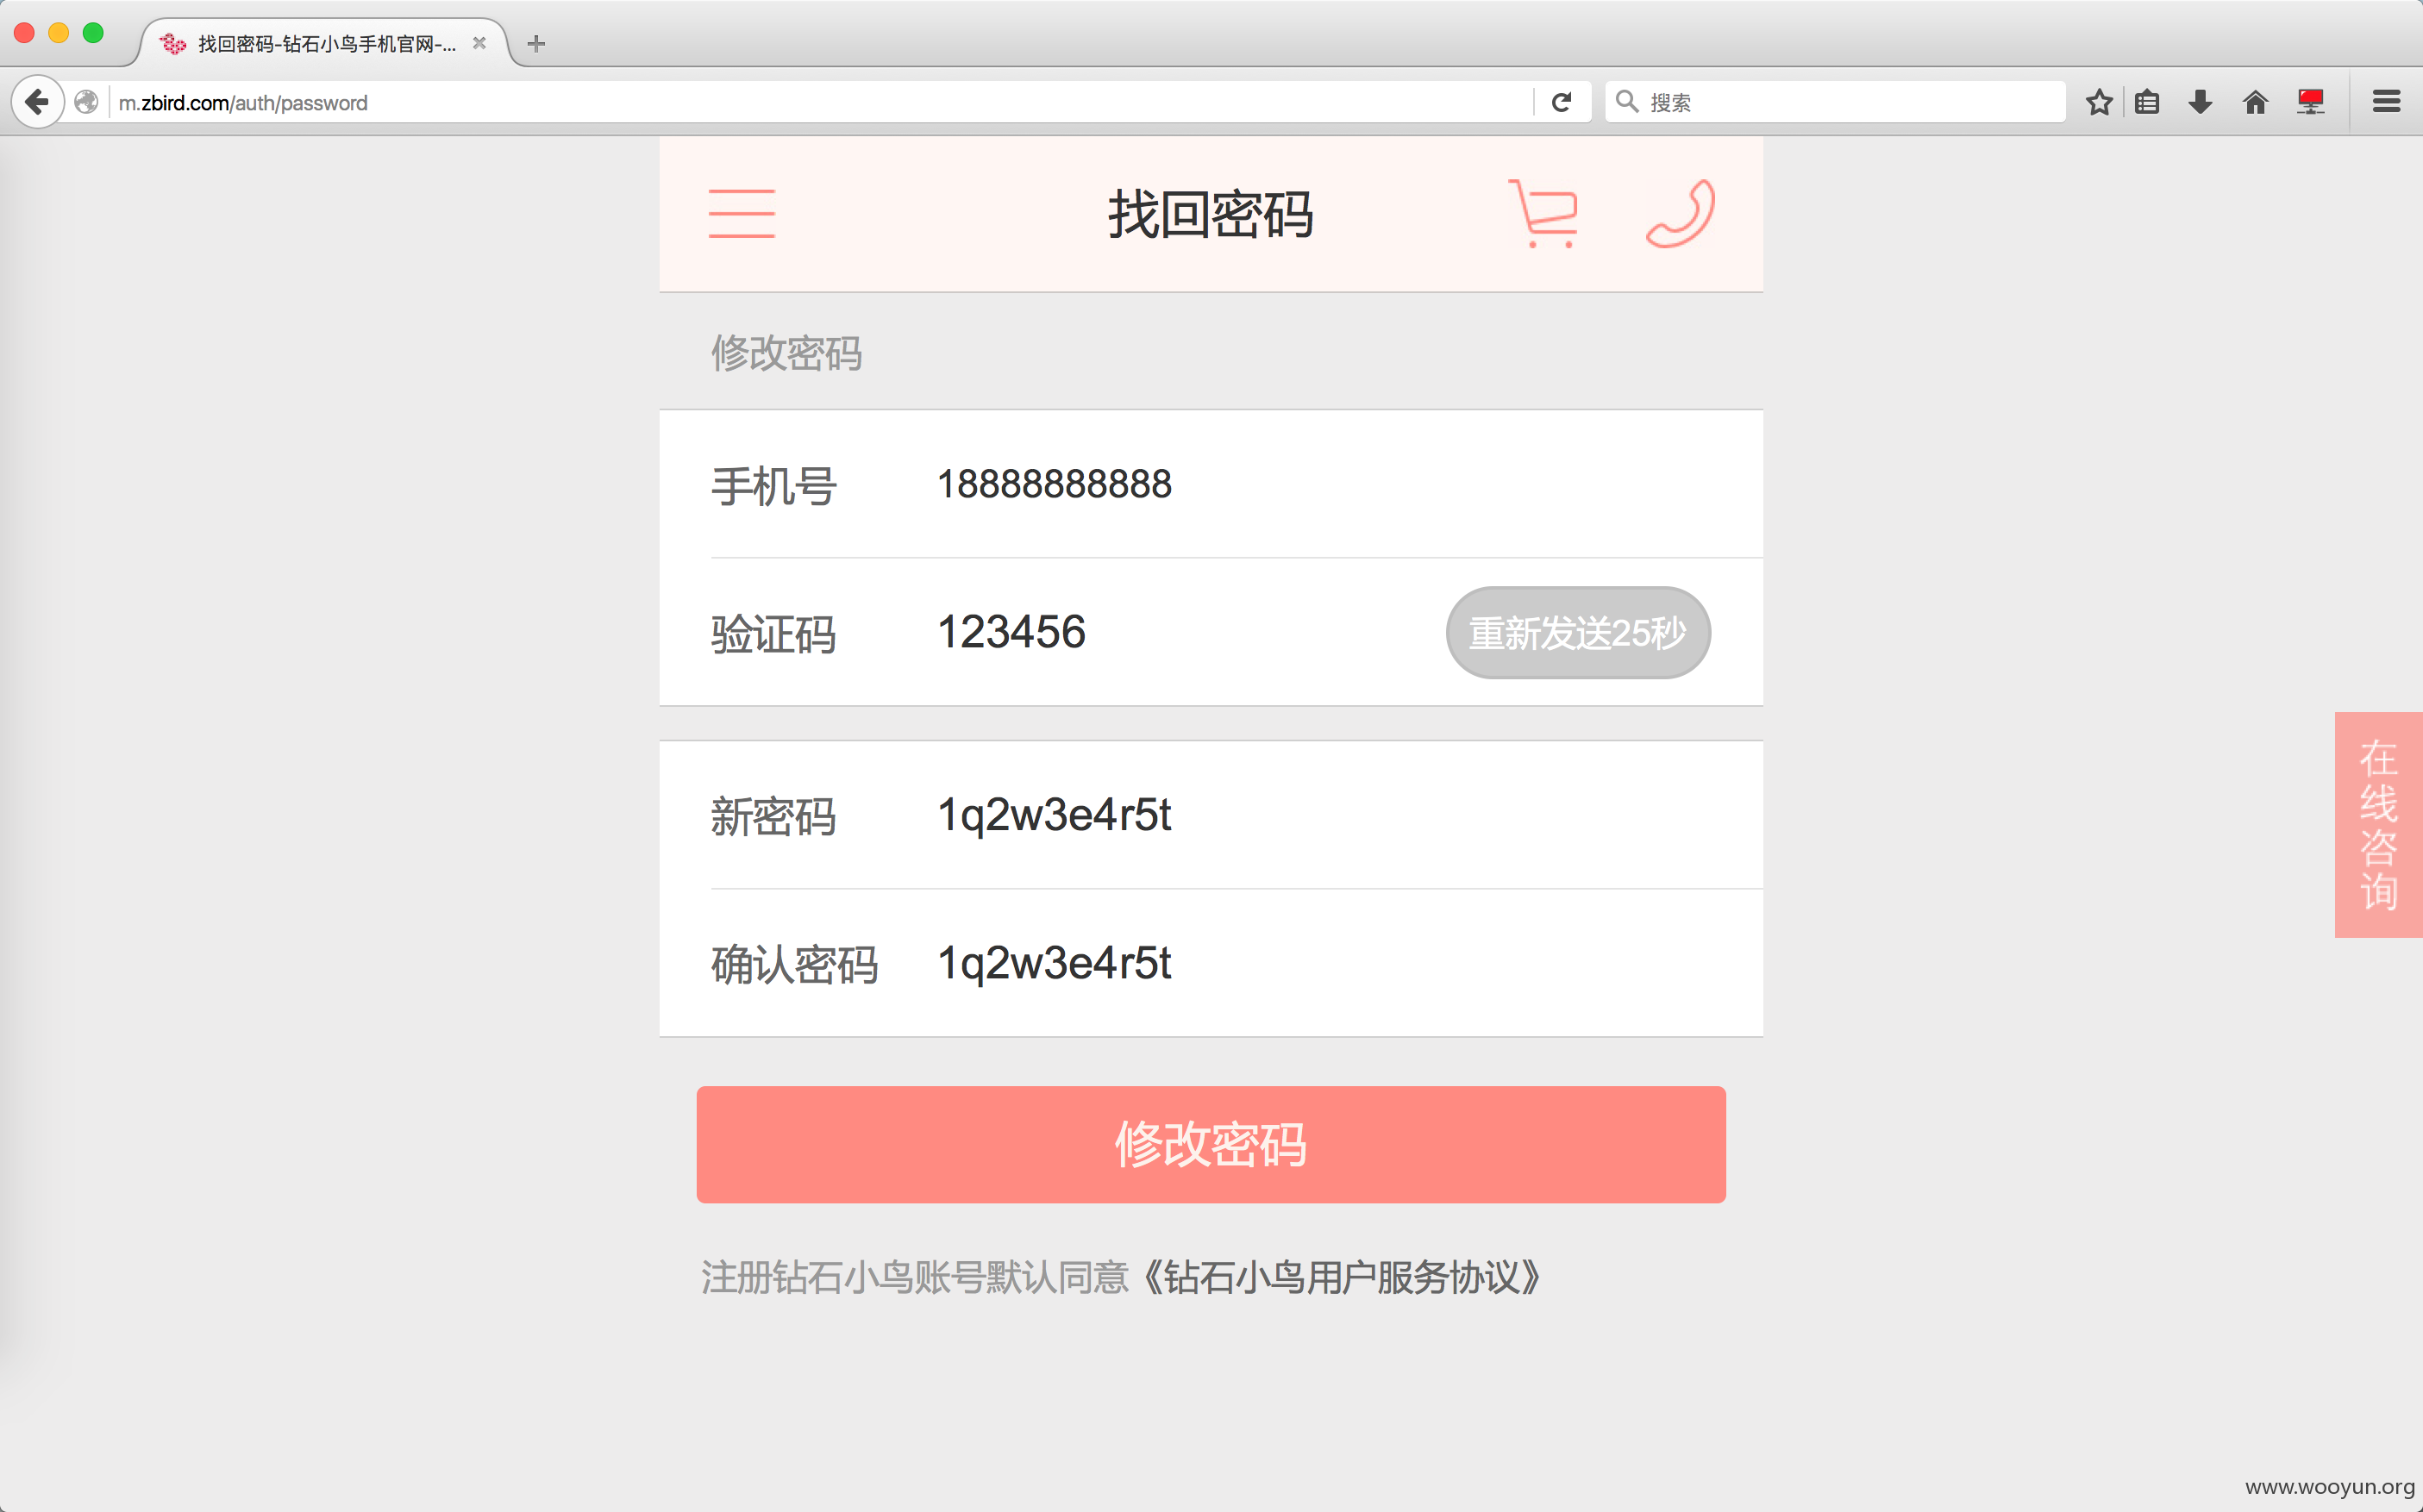 找回密码-钻石小鸟手机官网-...
m.zbird.com/auth/password
搜索
找回密码
修改密码
手机号 18888888888
验证码 123456 重新发送25秒
新密码 1q2w3e4r5t
确认密码 1q2w3e4r5t
修改密码
注册钻石小鸟账号默认同意《钻石小鸟用户服务协议》
在线咨询
www.wooyun.org